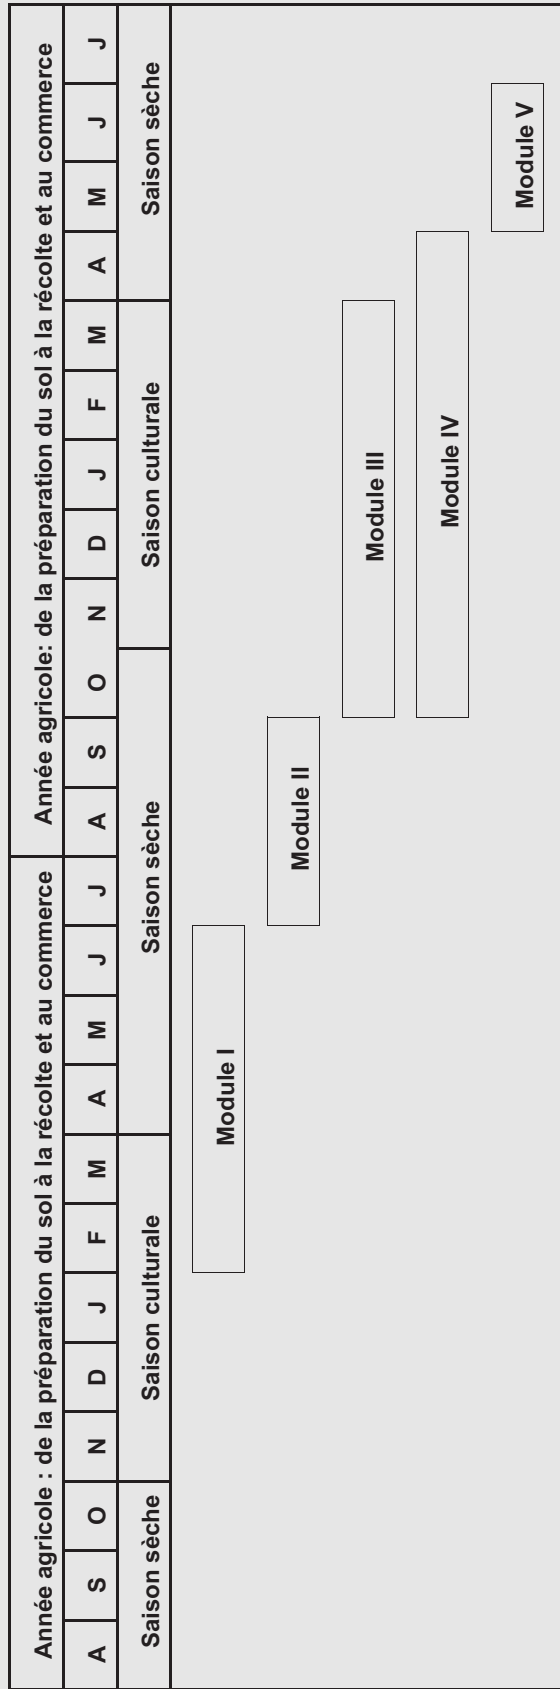 Année agricole : de la préparation du sol à la récolte et au commerce
Année agricole: de la préparation du sol à la récolte et au commerce
A S O N D J F M A M J J A S O N D J F M A M J J
Saison sèche Saison culturale Saison sèche Saison culturale Saison sèche
Module I
Module II
Module III
Module IV
Module V